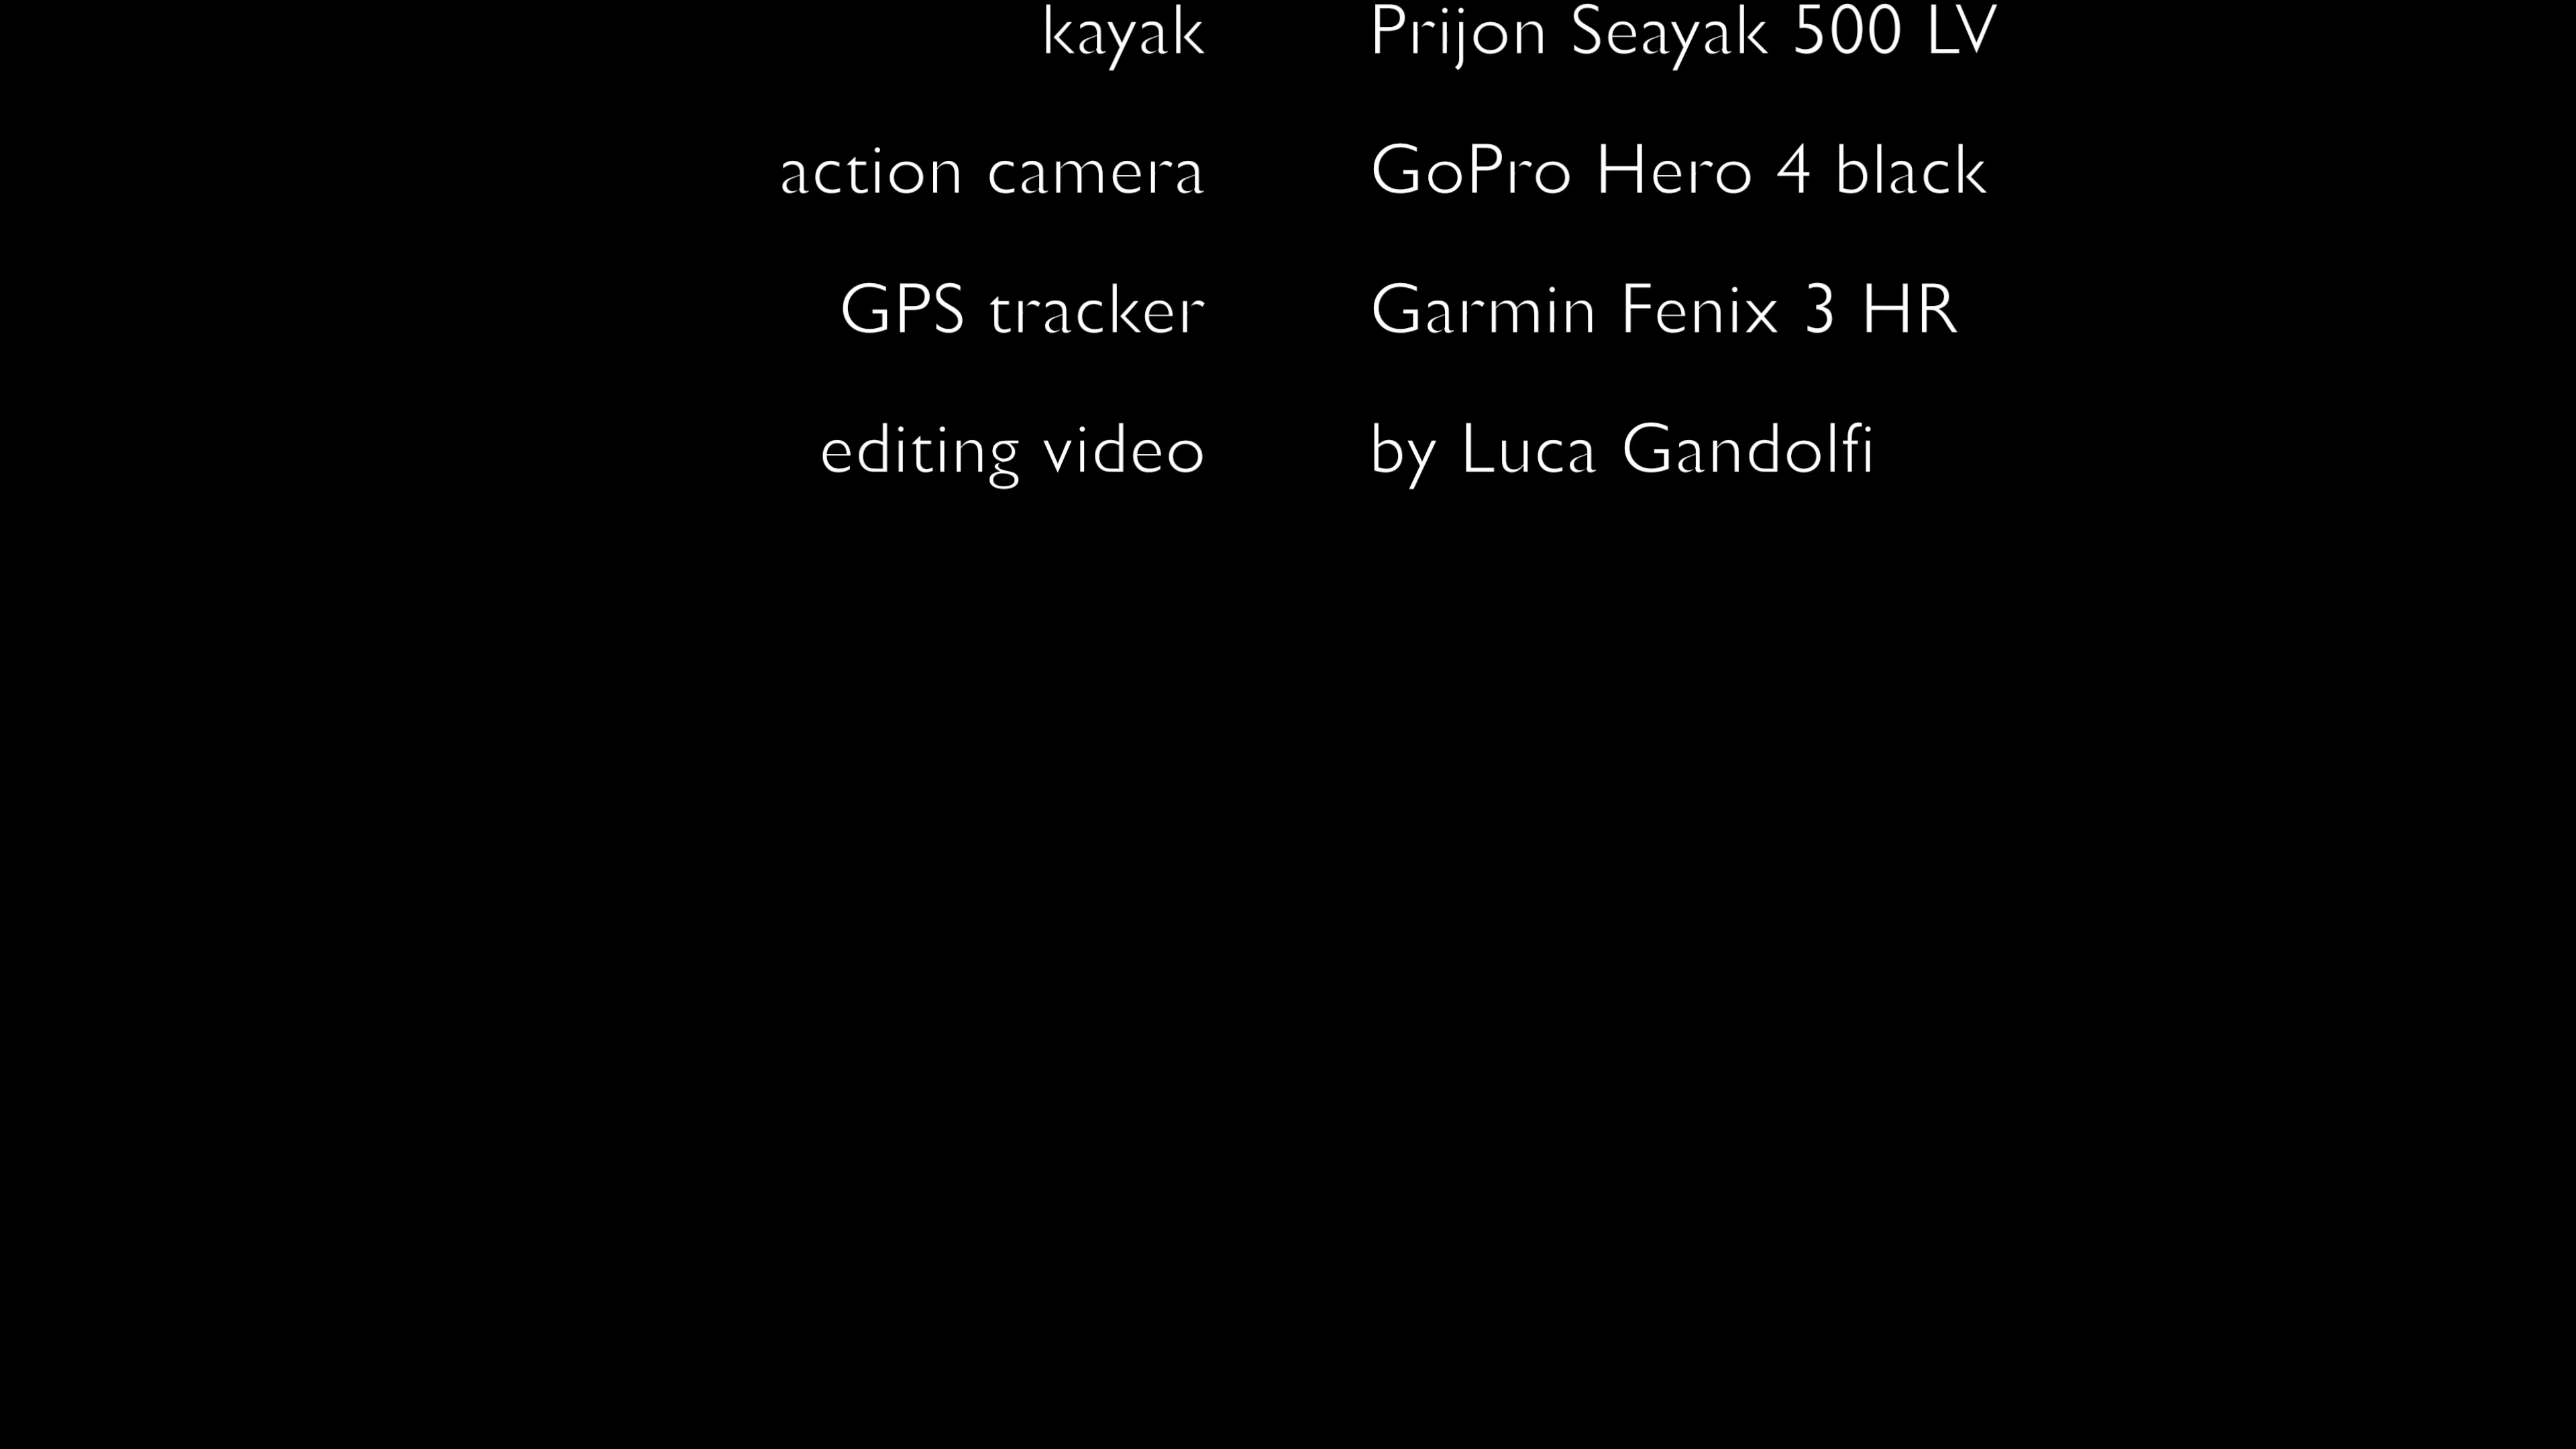 kayak Prijon Seayak 500 LV
action camera GoPro Hero 4 black
GPS tracker Garmin Fenix 3 HR
editing video by Luca Gandolfi